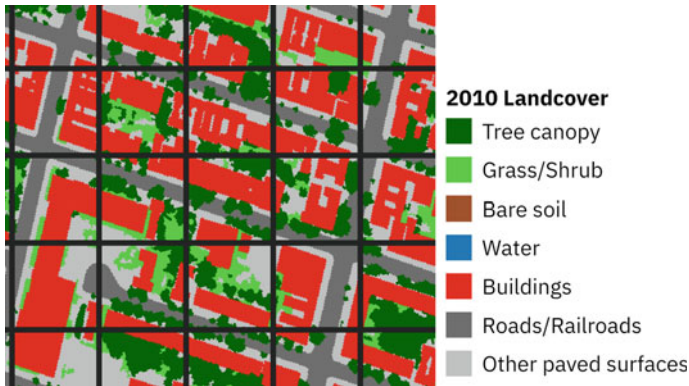 2010 Landcover
Tree canopy
Grass/Shrub
Bare soil
Water
Buildings
Roads/Railroads
Other paved surfaces